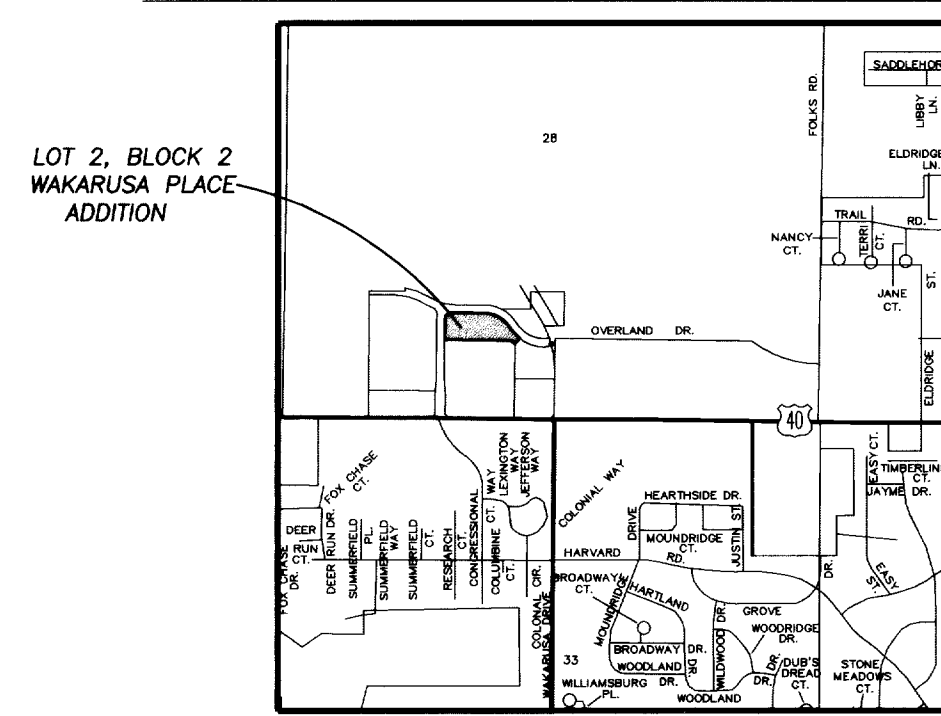 SADDLEHOR
FOLKS RD.
LIBBY
LN.
28
LOT 2, BLOCK 2
WAKARUSA PLACE
ADDITION
ELDRIDGE
LN.
TRAIL
RD.
NANCY
CT.
TERRI
CT.
JANE
CT.
ST.
OVERLAND DR.
ELDRIDGE
40
FOX CHASE
CT.
WAY
LEXINGTON
WAY
JEFFERSON
WAY
COLONIAL WAY
EASY CT.
TIMBERLIN
CT.
JAYME DR.
HEARTHSIDE DR.
DRIVE
MOUNDRIDGE
CT.
JUSTIN ST.
DEER
RUN
CT.
FOX CHASE
DR.
DEER RUN DR.
SUMMERFIELD
PL.
SUMMERFIELD
WAY
SUMMERFIELD
CT.
RESEARCH
CT.
CONGRESSIONAL
COLUMBINE CT.
CT.
HARVARD
RD.
DR.
EASY
ST.
COLONAL CIR.
WAKARUSA DRIVE
BROADWAY
CT.
MOUNDRIDGE
HARTLAND
DR.
GROVE
WOODRIDGE
DR.
WILDWOOD DR.
BROADWAY DR.
33
WOODLAND
DR.
WILLIAMSBURG
PL.
WOODLAND
DR.
DR.
DUB'S
DREAD
CT.
STONE
MEADOWS
CT.